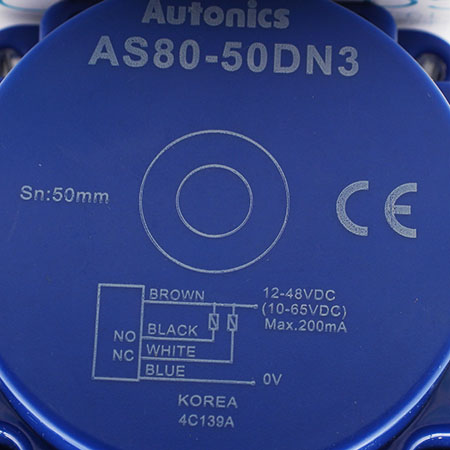 Autonics
AS80-50DN3
Sn:50mm
CE
BROWN 12-48VDC
(10-65VDC)
NO BLACK Max.200mA
NC WHITE
BLUE 0V
KOREA
4C139A